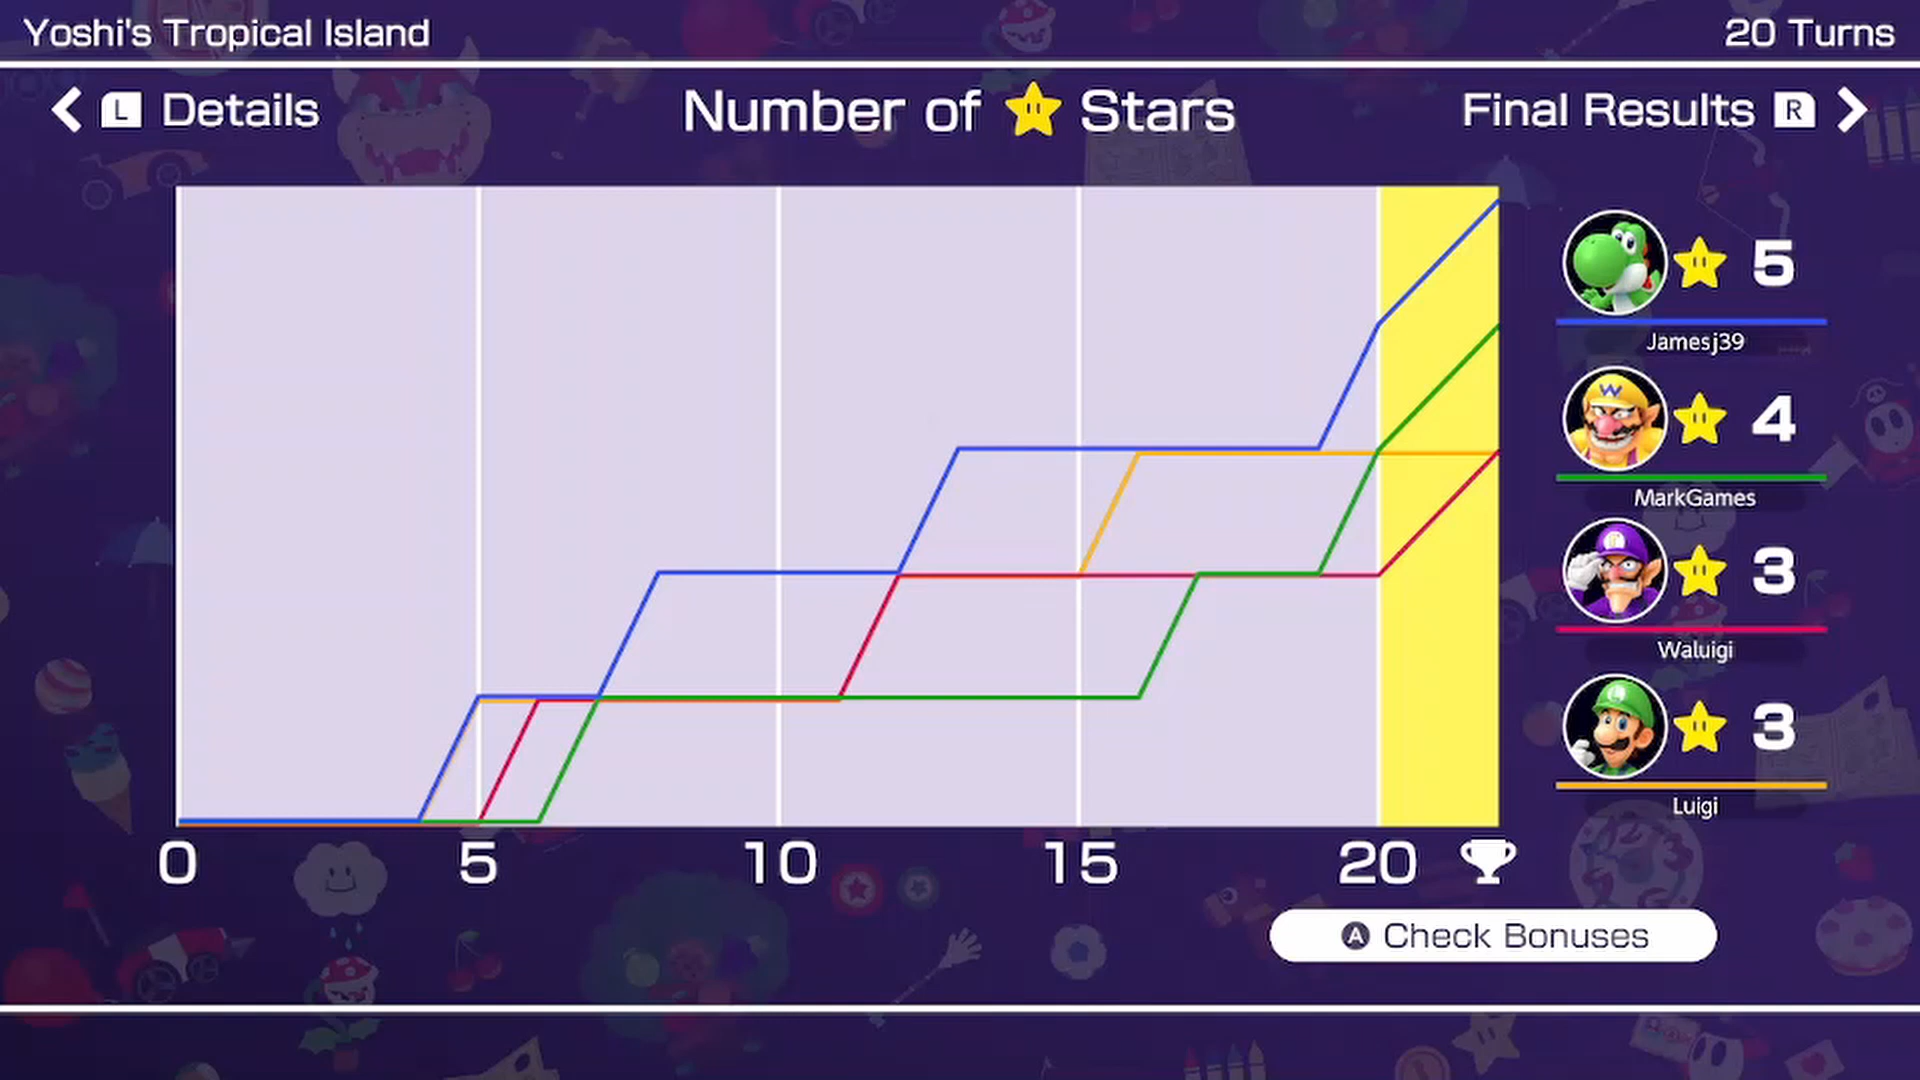 Yoshi's Tropical Island
20 Turns
L Details
Number of Stars
Final Results R
5
Jamesj39
W
4
MarkGames
3
Waluigi
L
3
Luigi
0 5 10 15 20
A Check Bonuses